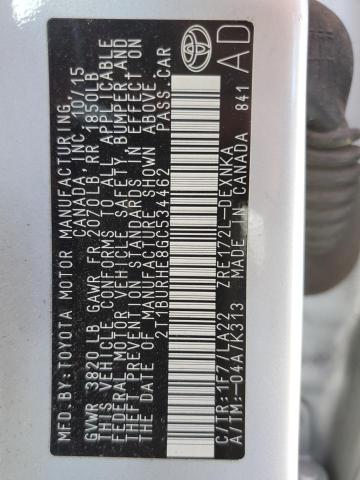 MFD.BY:TOYOTA MOTOR MANUFACTURING
CANADA, INC. 10/15
GVWR 3820 LB GAWR FR 2070LB,RR 1850LB
THIS VEHICLE CONFORMS TO ALL APPLICABLE
FEDERAL MOTOR VEHICLE SAFETY, BUMPER,AND
THEFT PREVENTION STANDARDS IN EFFECT ON
THE DATE OF MANUFACTURE SHOWN ABOVE.
2T1BURHE8GC534462 PASS.CAR
C/TR:1F7/LA22 ZRE172L-DEXNKA
A/TM:-04A/K313 MADE IN CANADA 841
AD